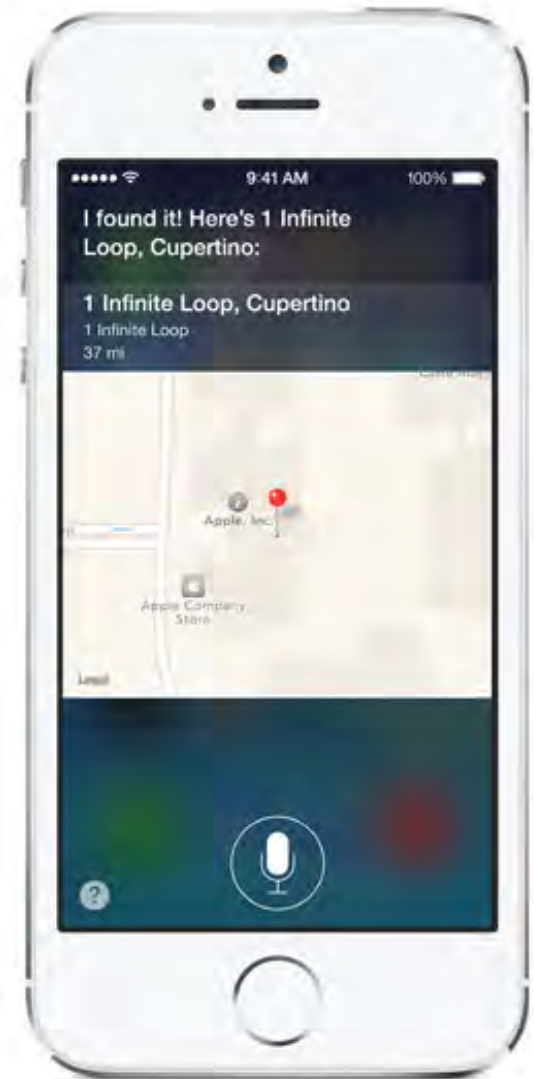 9:41 AM 100%
I found it! Here's 1 Infinite
Loop, Cupertino:
1 Infinite Loop, Cupertino
1 Infinite Loop
37 mi
Apple, Inc.
Apple Company
Store
Legal
?